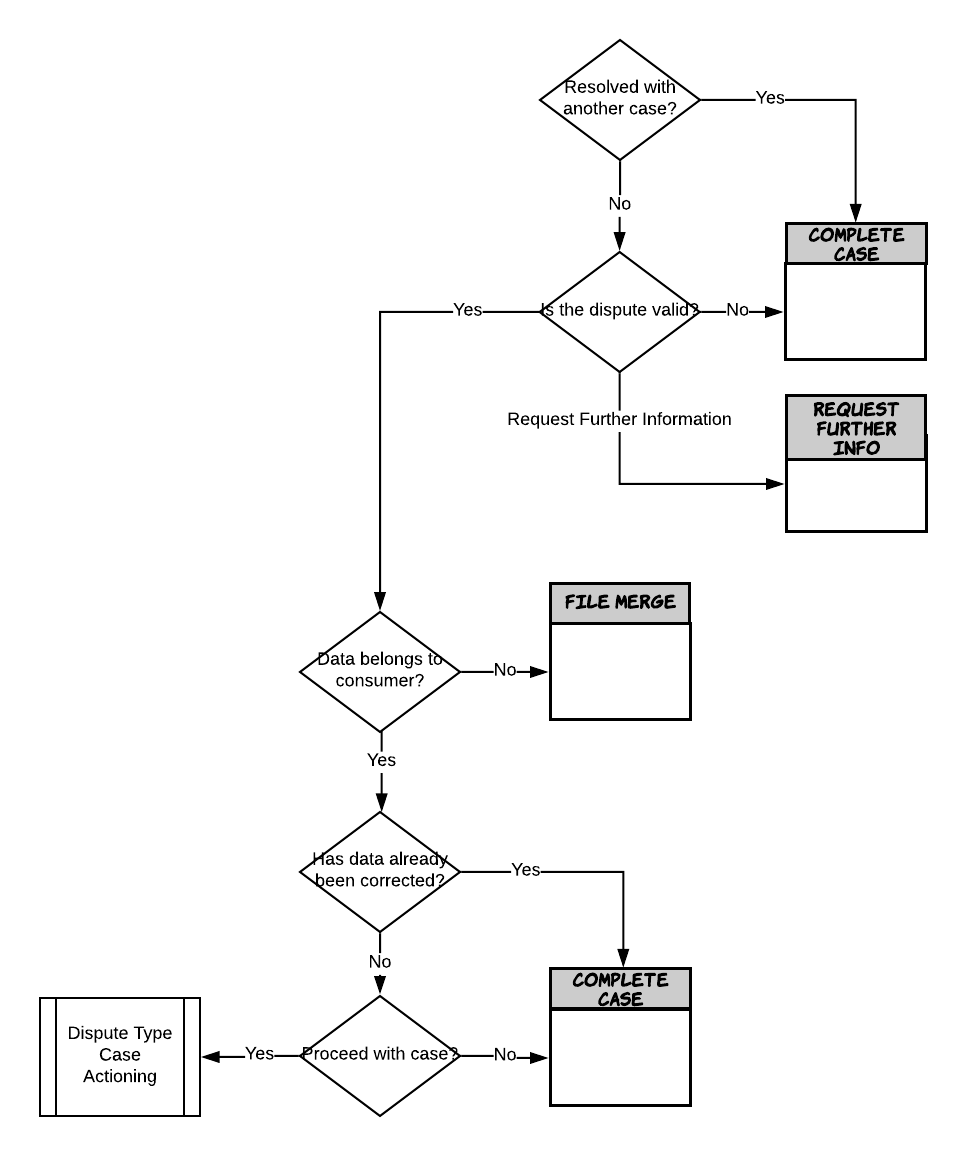 Resolved with
another case?
Yes
No
COMPLETE
CASE
Is the dispute valid?
Yes
No
Request Further Information
REQUEST
FURTHER
INFO
FILE MERGE
Data belongs to
consumer?
No
Yes
Has data already
been corrected?
Yes
No
COMPLETE
CASE
Dispute Type
Case
Actioning
Yes
Proceed with case?
No